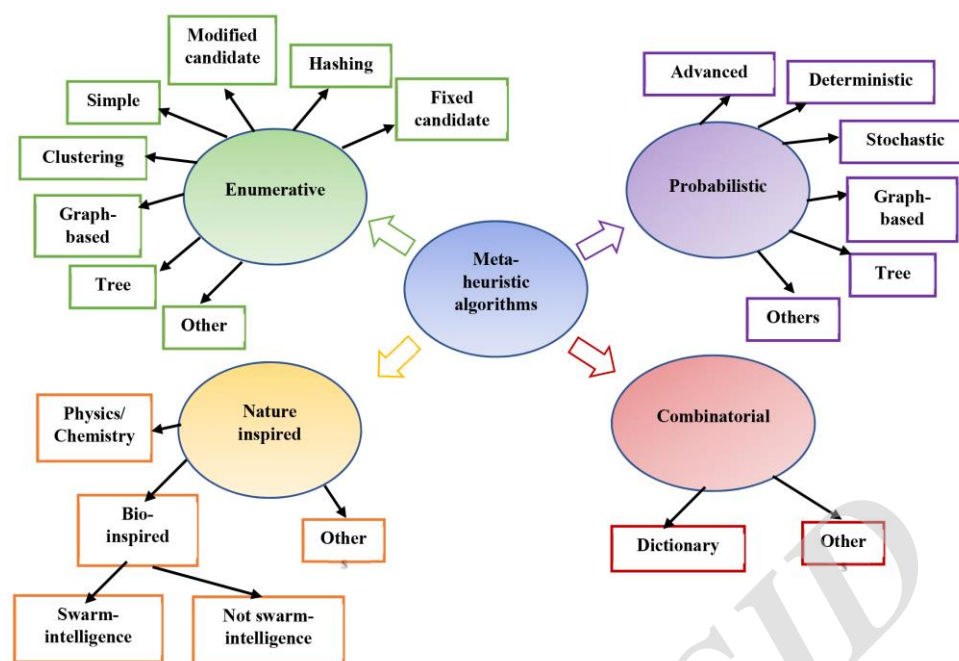 Modified
candidate
Hashing
Simple
Fixed
candidate
Clustering
Enumerative
Graph-
based
Tree
Other
Advanced
Deterministic
Stochastic
Probabilistic
Graph-
based
Tree
Others
Meta-
heuristic
algorithms
Physics/
Chemistry
Nature
inspired
Bio-
inspired
Other
s
Swarm-
intelligence
Not swarm-
intelligence
Combinatorial
Dictionary
Other
s
SID